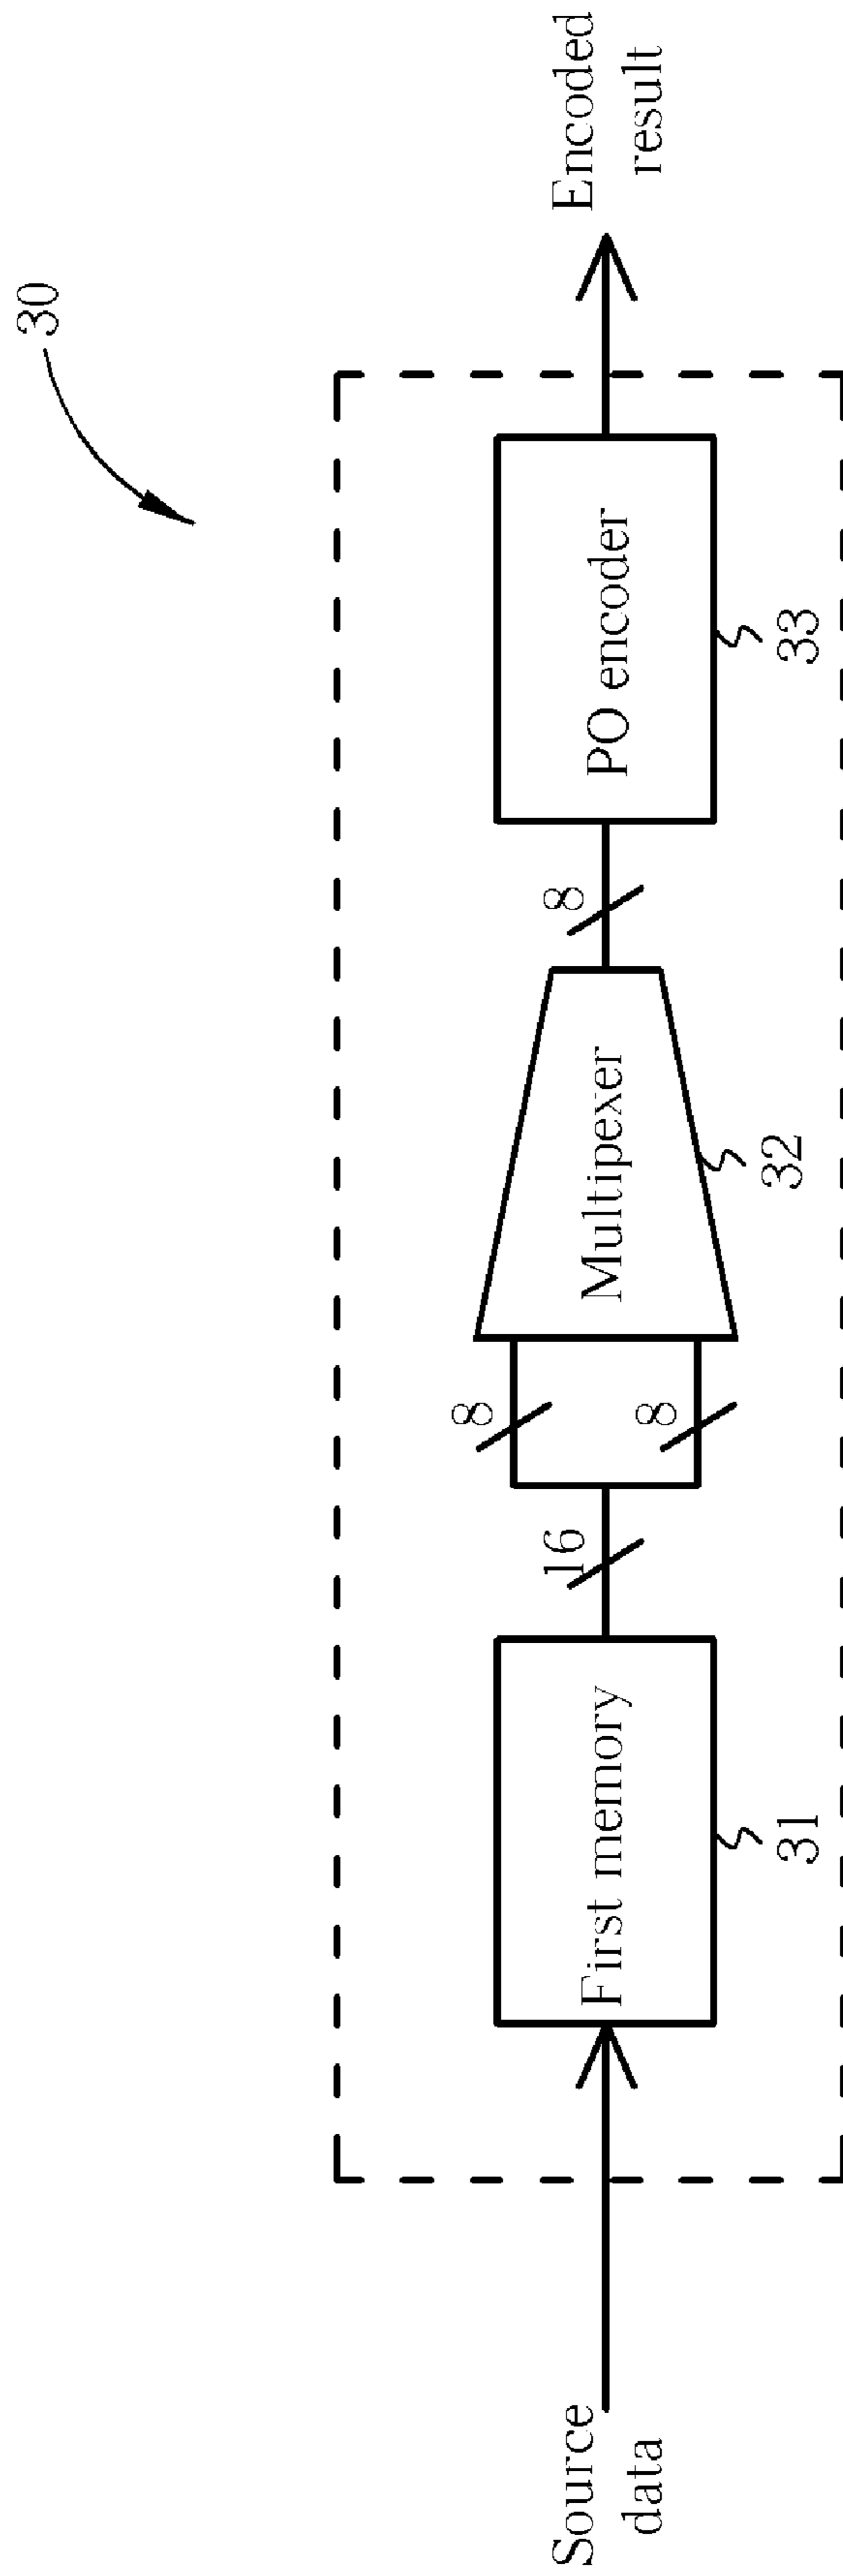 30
Source
data
First memory
31
16
8
8
Multipexer
32
8
PO encoder
33
Encoded
result